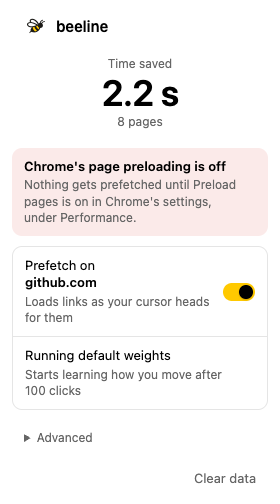 beeline
Time saved
2.2 s
8 pages
Chrome's page preloading is off
Nothing gets prefetched until Preload
pages is on in Chrome's settings,
under Performance.
Prefetch on
github.com
Loads links as your cursor heads
for them
Running default weights
Starts learning how you move after
100 clicks
Advanced
Clear data